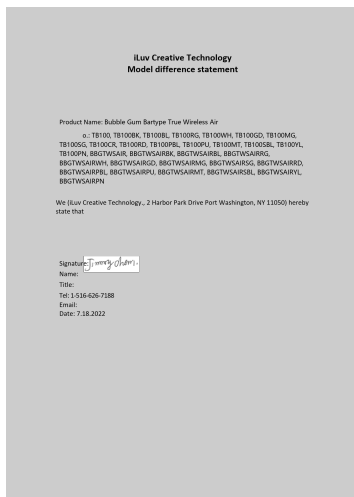 iLuv Creative Technology
Model difference statement
Product Name: Bubble Gum Bartype True Wireless Air
o.: TB100, TB100BK, TB100BL, TB100RG, TB100WH, TB100GD, TB100MG,
TB100SG, TB100CR, TB100RD, TB100PBL, TB100PU, TB100MT, TB100SBL, TB100YL,
TB100PN, BBGTWSAIR, BBGTWSAIRBK, BBGTWSAIRBL, BBGTWSAIRRG,
BBGTWSAIRWH, BBGTWSAIRGD, BBGTWSAIRMG, BBGTWSAIRSG, BBGTWSAIRRD,
BBGTWSAIRPBL, BBGTWSAIRPU, BBGTWSAIRMT, BBGTWSAIRSBL, BBGTWSAIRYL,
BBGTWSAIRPN
We (iLuv Creative Technology., 2 Harbor Park Drive Port Washington, NY 11050) hereby
state that
Signature:
Name:
Title:
Tel: 1-516-626-7188
Email:
Date: 7.18.2022